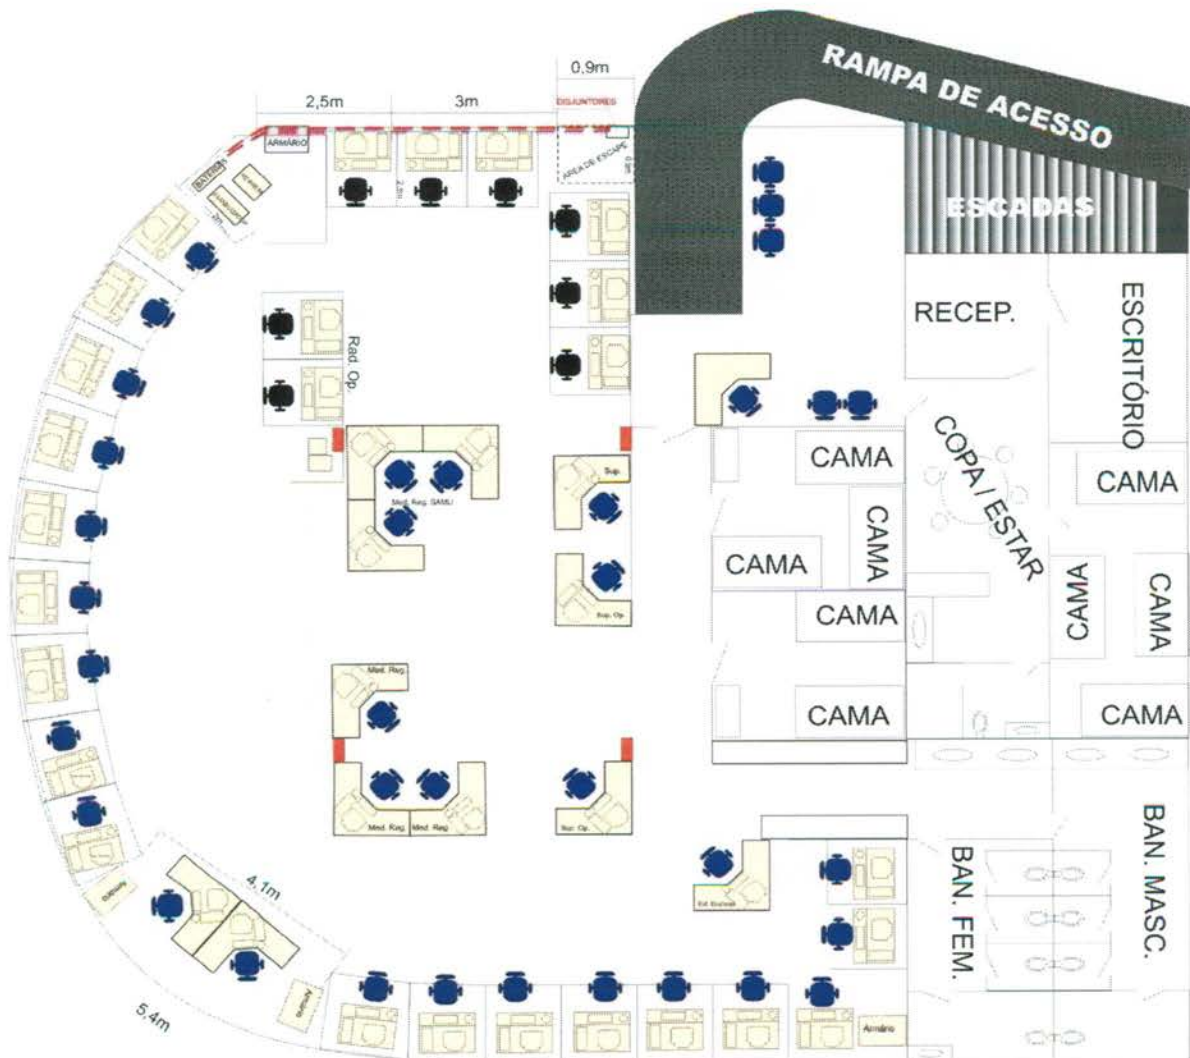 0,9m
2,5m
3m
DISJUNTORES
RAMPA DE ACESSO
ARMÁRIO
ÁREA DE ESCAPE
ESCADAS
RECEP.
ESCRITÓRIO
Rad. Op.
COPA / ESTAR
CAMA
CAMA
CAMA
CAMA
CAMA
CAMA
CAMA
CAMA
CAMA
Med. Reg. SAMU
Sup.
Sup. Op.
Med. Reg.
Med. Reg.
Med. Reg.
Sup. Op.
BAN. FEM.
BAN. MASC.
Armário
4,1m
5,4m
Armário
Armário